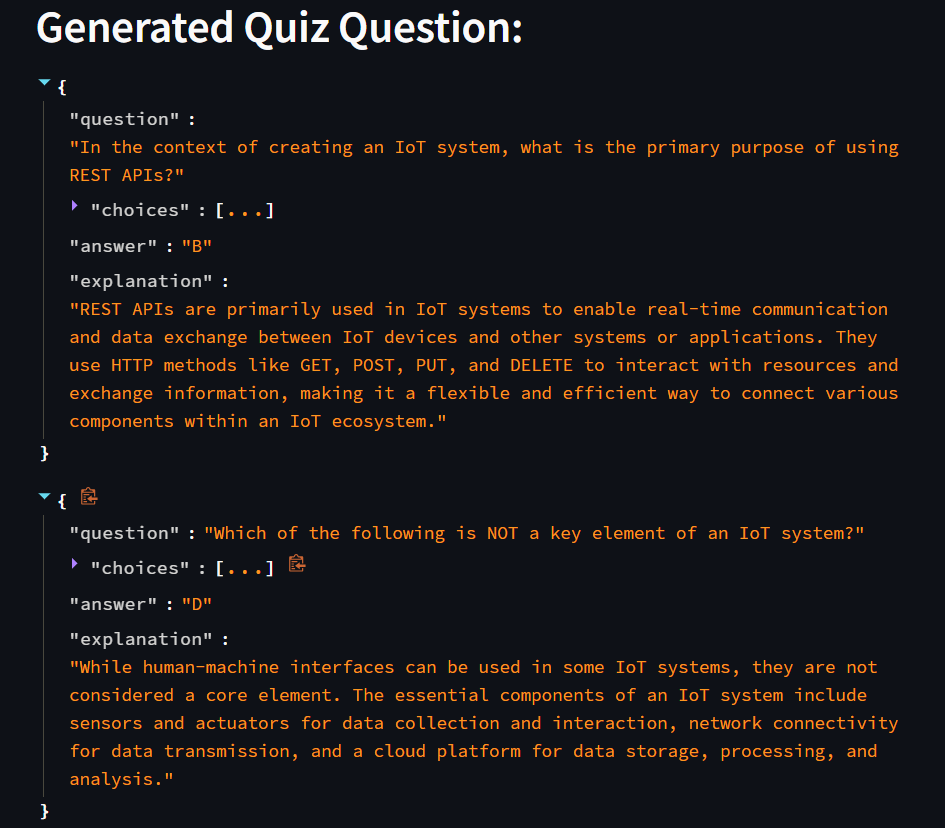 Generated Quiz Question:
{
"question" :
"In the context of creating an IoT system, what is the primary purpose of using
REST APIs?"
"choices" : [...]
"answer" : "B"
"explanation" :
"REST APIs are primarily used in IoT systems to enable real-time communication
and data exchange between IoT devices and other systems or applications. They
use HTTP methods like GET, POST, PUT, and DELETE to interact with resources and
exchange information, making it a flexible and efficient way to connect various
components within an IoT ecosystem."
}
{
"question" : "Which of the following is NOT a key element of an IoT system?"
"choices" : [...]
"answer" : "D"
"explanation" :
"While human-machine interfaces can be used in some IoT systems, they are not
considered a core element. The essential components of an IoT system include
sensors and actuators for data collection and interaction, network connectivity
for data transmission, and a cloud platform for data storage, processing, and
analysis."
}